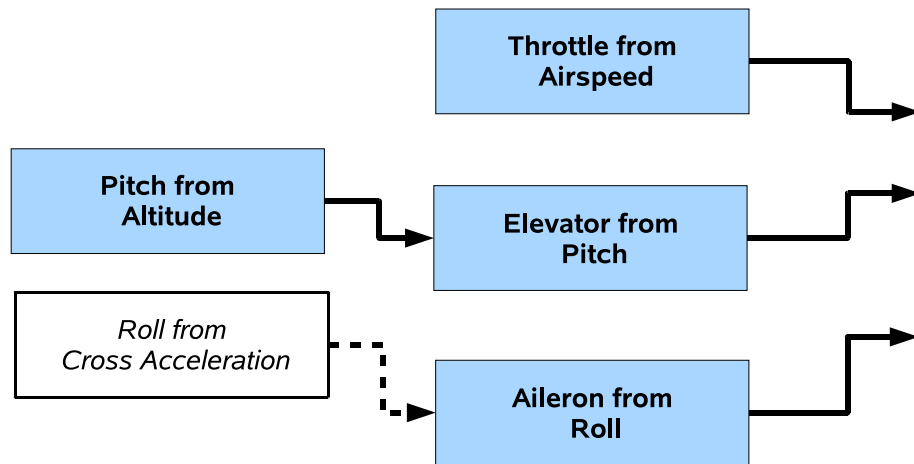 Throttle from
Airspeed
Pitch from
Altitude
Elevator from
Pitch
Roll from
Cross Acceleration
Aileron from
Roll